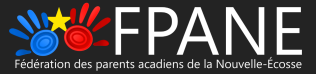 FPANE
Fédération des parents acadiens de la Nouvelle-Écosse